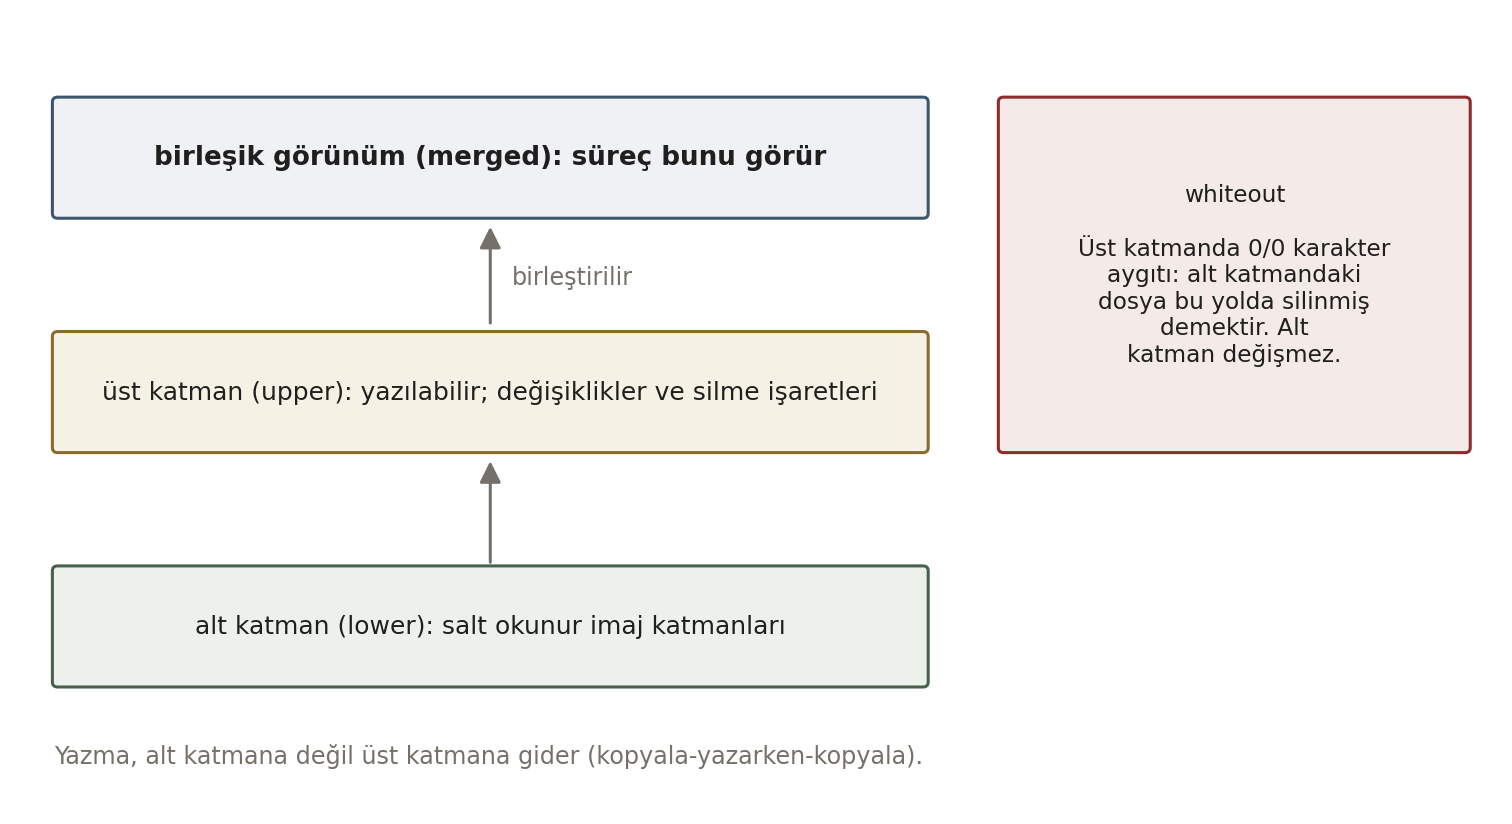 birleşik görünüm (merged): süreç bunu görür
birleştirilir
üst katman (upper): yazılabilir; değişiklikler ve silme işaretleri
alt katman (lower): salt okunur imaj katmanları
Yazma, alt katmana değil üst katmana gider (kopyala-yazarken-kopyala).
whiteout
Üst katmanda 0/0 karakter
aygıtı: alt katmandaki
dosya bu yolda silinmiş
demektir. Alt
katman değişmez.